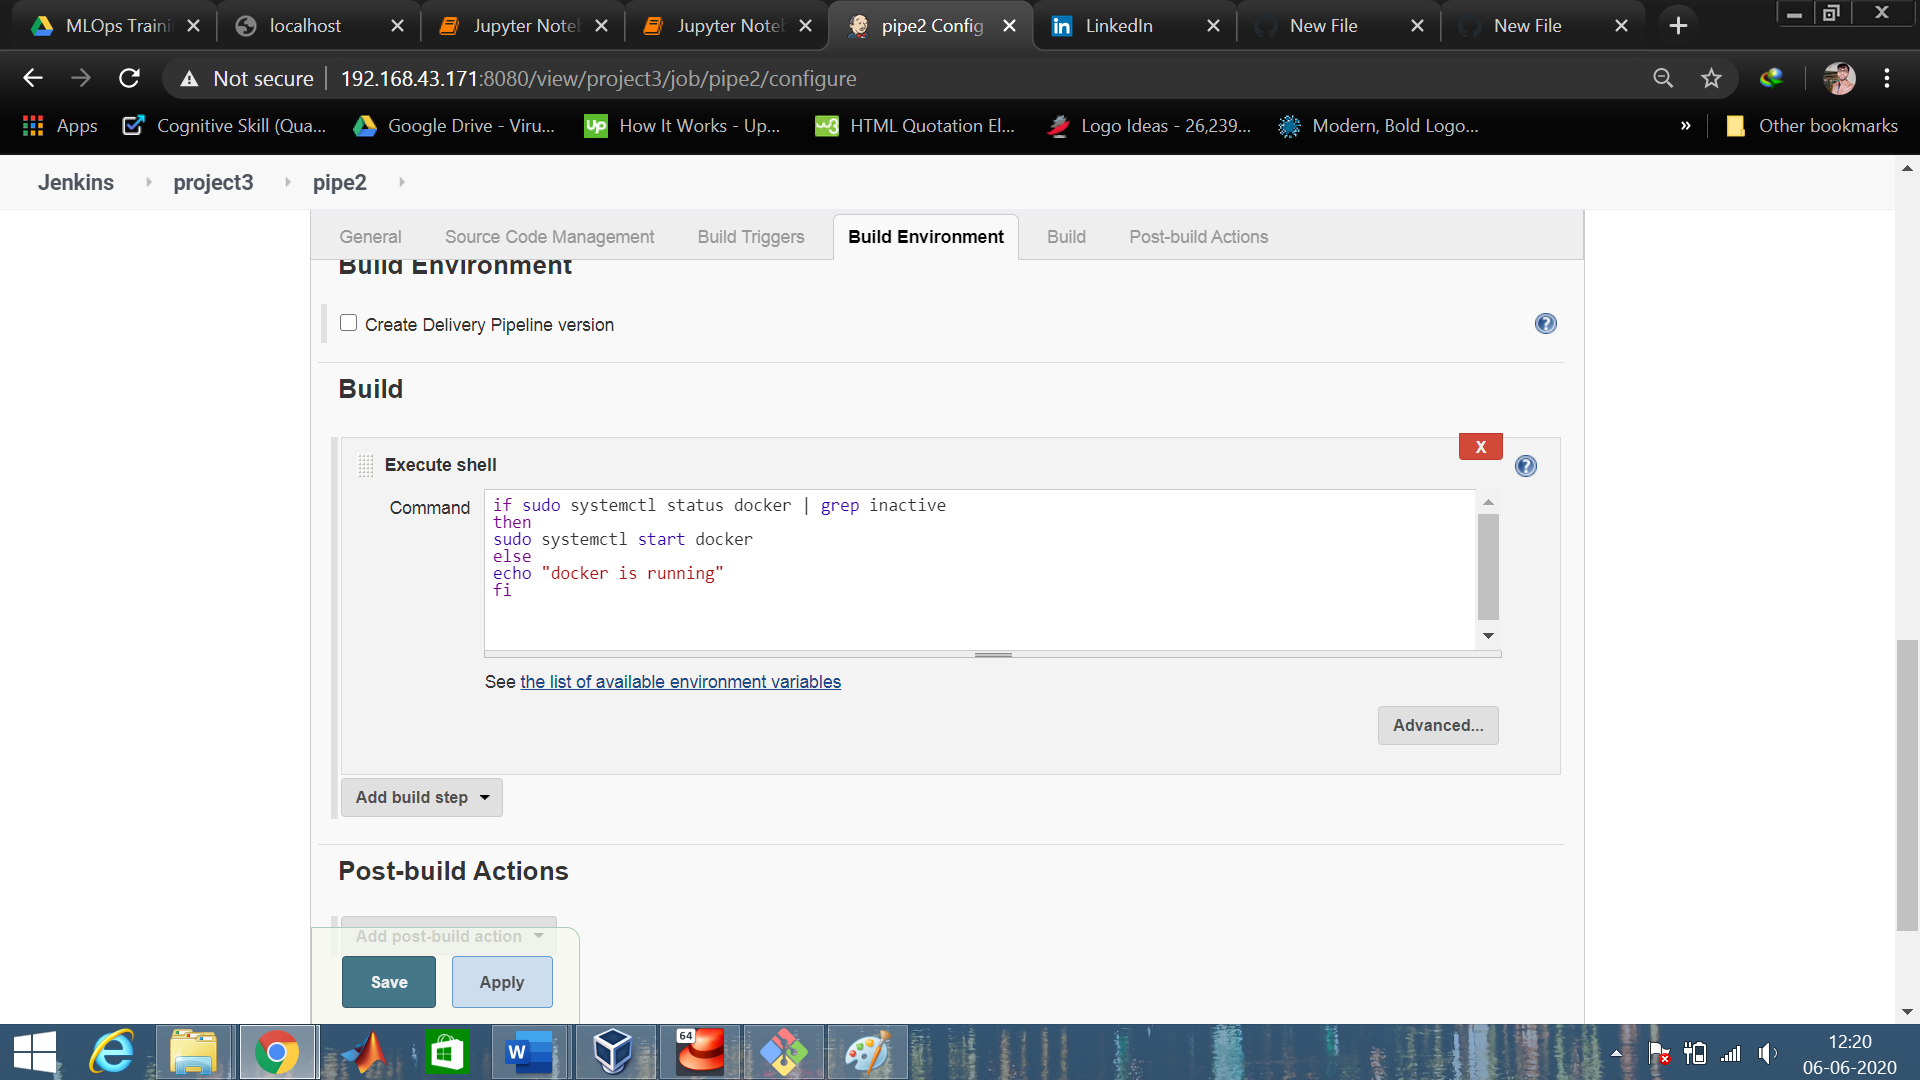 MLOps Traini
localhost
Jupyter Noteb
Jupyter Noteb
pipe2 Config
LinkedIn
New File
New File
Not secure
192.168.43.171:8080/view/project3/job/pipe2/configure
Apps
Cognitive Skill (Qua...
Google Drive - Viru...
Up
How It Works - Up...
HTML Quotation El...
Logo Ideas - 26,239...
Modern, Bold Logo...
»
Other bookmarks
Jenkins
project3
pipe2
General
Source Code Management
Build Triggers
Build Environment
Build
Post-build Actions
Build Environment
Create Delivery Pipeline version
Build
X
Execute shell
Command
if sudo systemctl status docker | grep inactive
then
sudo systemctl start docker
else
echo "docker is running"
fi
See the list of available environment variables
Advanced...
Add build step
Post-build Actions
Add post-build action
Save
Apply
64
12:20
06-06-2020